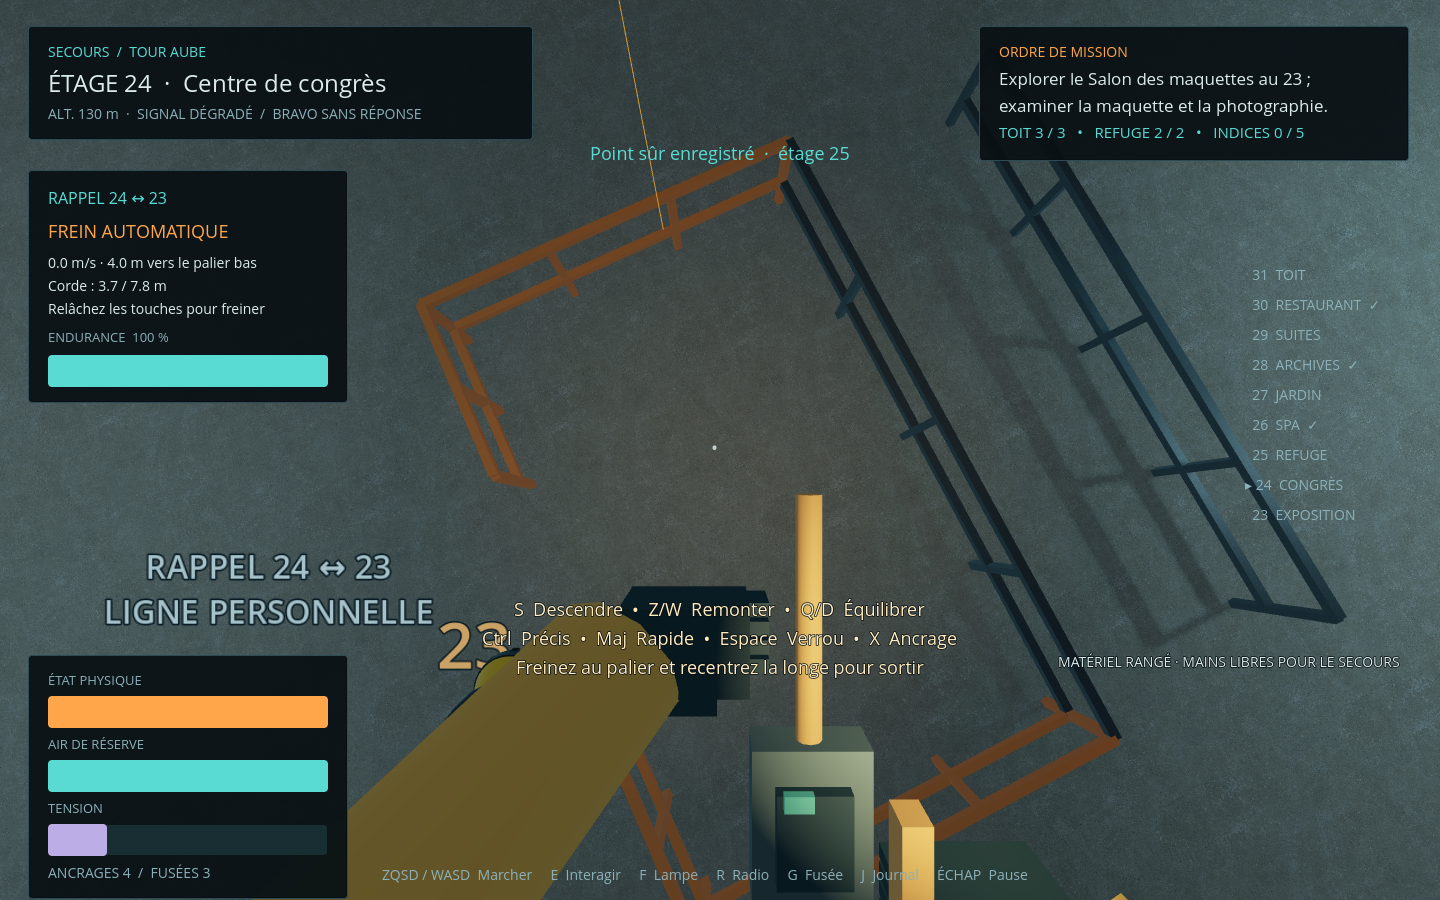 SECOURS / TOUR AUBE
ÉTAGE 24 · Centre de congrès
ALT. 130 m · SIGNAL DÉGRADÉ / BRAVO SANS RÉPONSE
ORDRE DE MISSION
Explorer le Salon des maquettes au 23 ;
examiner la maquette et la photographie.
TOIT 3 / 3 • REFUGE 2 / 2 • INDICES 0 / 5
Point sûr enregistré · étage 25
RAPPEL 24 ↔ 23
FREIN AUTOMATIQUE
0.0 m/s · 4.0 m vers le palier bas
Corde : 3.7 / 7.8 m
Relâchez les touches pour freiner
ENDURANCE 100 %
31 TOIT
30 RESTAURANT ✓
29 SUITES
28 ARCHIVES ✓
27 JARDIN
26 SPA ✓
25 REFUGE
▸ 24 CONGRÈS
23 EXPOSITION
RAPPEL 24 ↔ 23
LIGNE PERSONNELLE
23
S Descendre • Z/W Remonter • Q/D Équilibrer
Ctrl Précis • Maj Rapide • Espace Verrou • X Ancrage
Freinez au palier et recentrez la longe pour sortir
MATÉRIEL RANGÉ · MAINS LIBRES POUR LE SECOURS
ÉTAT PHYSIQUE
AIR DE RÉSERVE
TENSION
ANCRAGES 4 / FUSÉES 3
ZQSD / WASD Marcher E Interagir F Lampe R Radio G Fusée J Journal ÉCHAP Pause